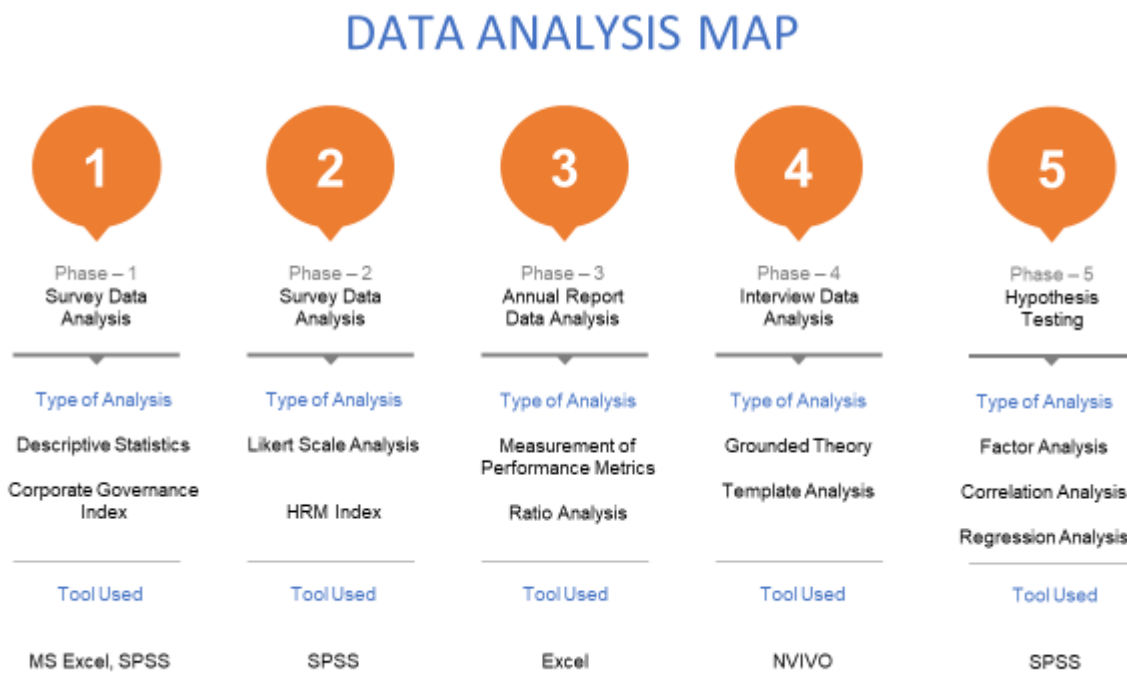 DATA ANALYSIS MAP
1
Phase – 1
Survey Data
Analysis
Type of Analysis
Descriptive Statistics
Corporate Governance
Index
Tool Used
MS Excel, SPSS
2
Phase – 2
Survey Data
Analysis
Type of Analysis
Likert Scale Analysis
HRM Index
Tool Used
SPSS
3
Phase – 3
Annual Report
Data Analysis
Type of Analysis
Measurement of
Performance Metrics
Ratio Analysis
Tool Used
Excel
4
Phase – 4
Interview Data
Analysis
Type of Analysis
Grounded Theory
Template Analysis
Tool Used
NVIVO
5
Phase – 5
Hypothesis
Testing
Type of Analysis
Factor Analysis
Correlation Analysis
Regression Analysis
Tool Used
SPSS